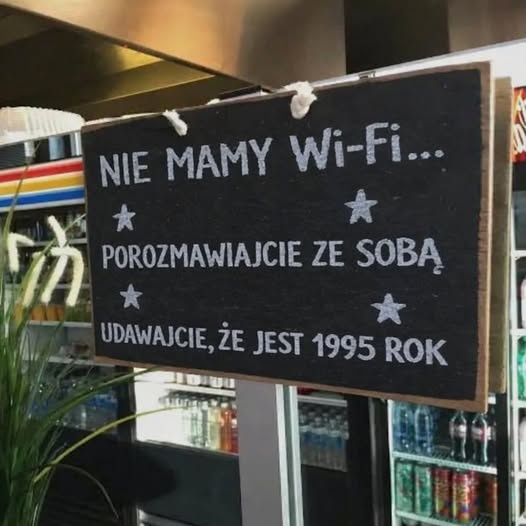 NIE MAMY Wi-Fi...
POROZMAWIAJCIE ZE SOBĄ
UDAWAJCIE, ŻE JEST 1995 ROK